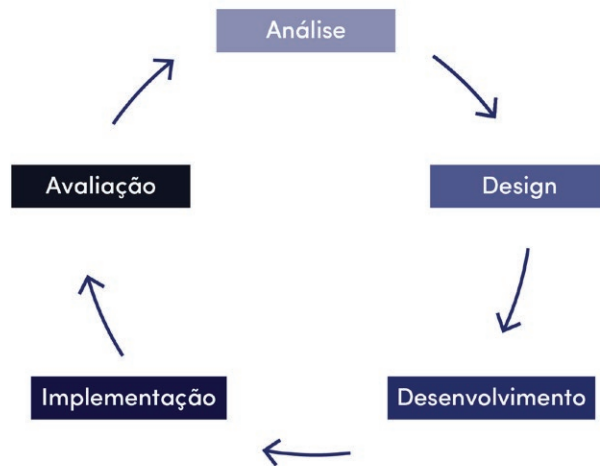 Análise
Avaliação
Design
Implementação
Desenvolvimento